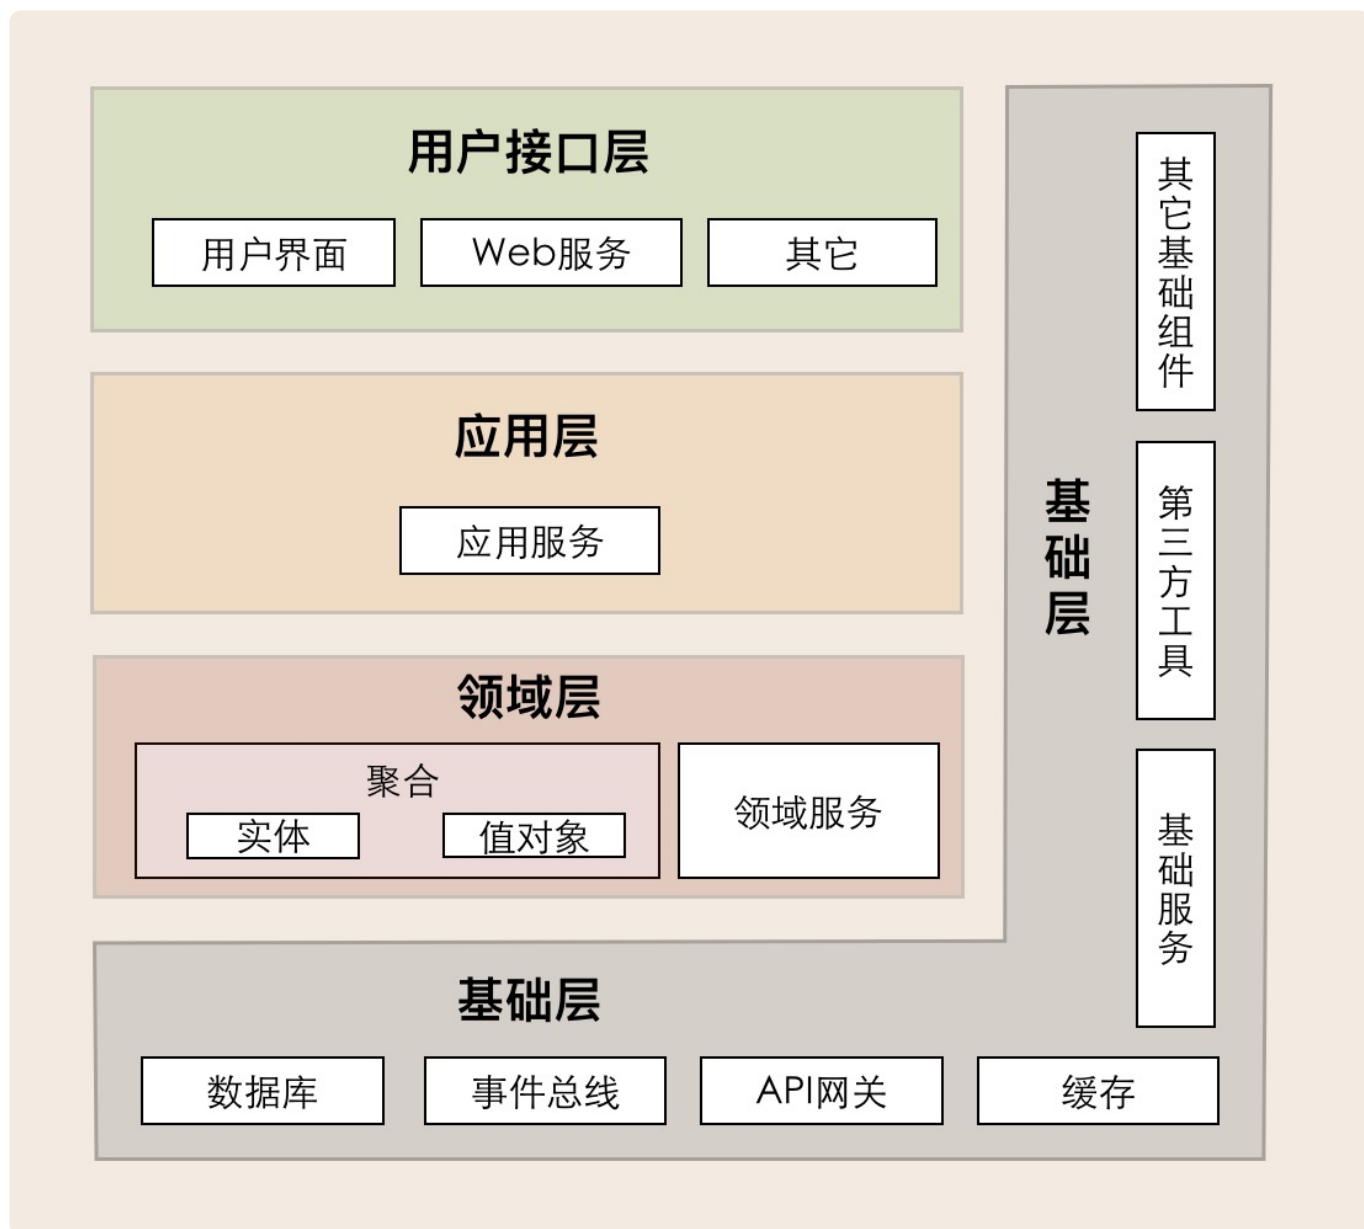 用户接口层
用户界面
Web服务
其它
应用层
应用服务
领域层
聚合
实体
值对象
领域服务
基础层
数据库
事件总线
API网关
缓存
基础层
其它基础组件
第三方工具
基础服务